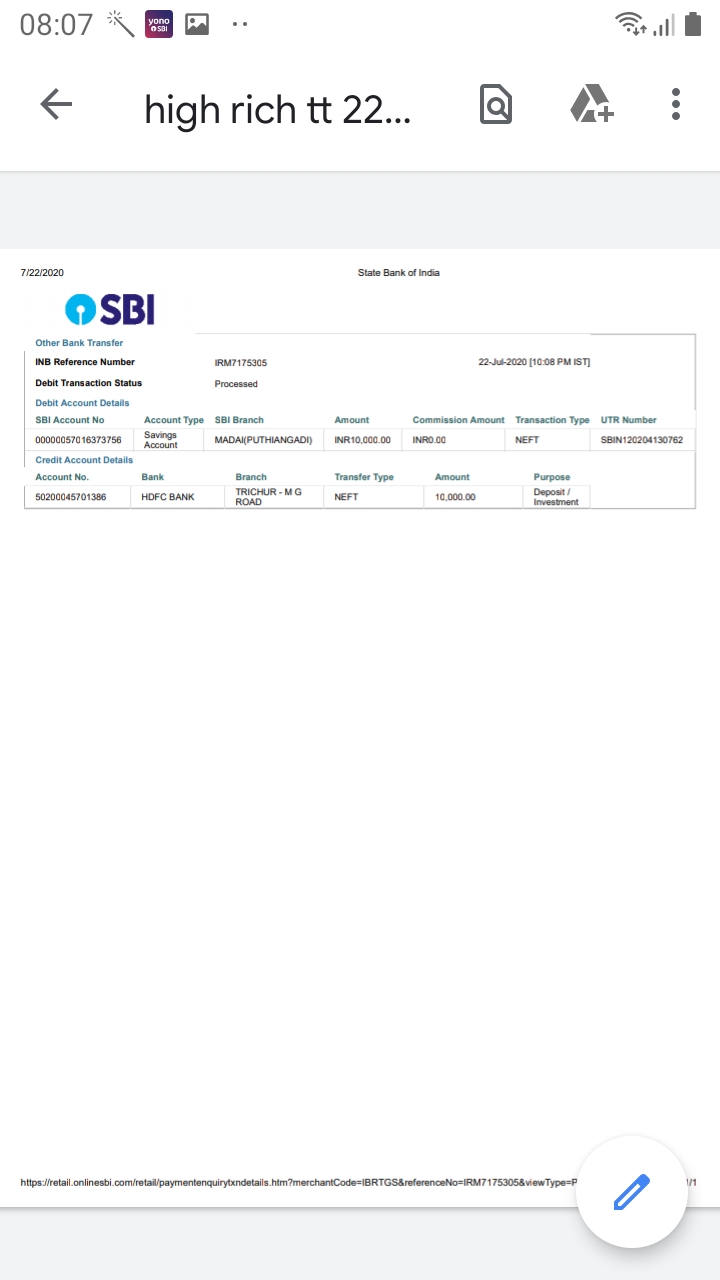 08:07 yono SBI
high rich tt 22...
7/22/2020 State Bank of India
SBI
Other Bank Transfer
INB Reference Number IRM7175305 22-Jul-2020 [10:08 PM IST]
Debit Transaction Status Processed
Debit Account Details
SBI Account No Account Type SBI Branch Amount Commission Amount Transaction Type UTR Number
00000057016373756 Savings Account MADAI(PUTHIANGADI) INR10,000.00 INR0.00 NEFT SBIN120204130762
Credit Account Details
Account No. Bank Branch Transfer Type Amount Purpose
50200045701386 HDFC BANK TRICHUR - M G ROAD NEFT 10,000.00 Deposit / Investment
https://retail.onlinesbi.com/retail/paymentenquirytxndetails.htm?merchantCode=IBRTGS&referenceNo=IRM7175305&viewType=P 1/1